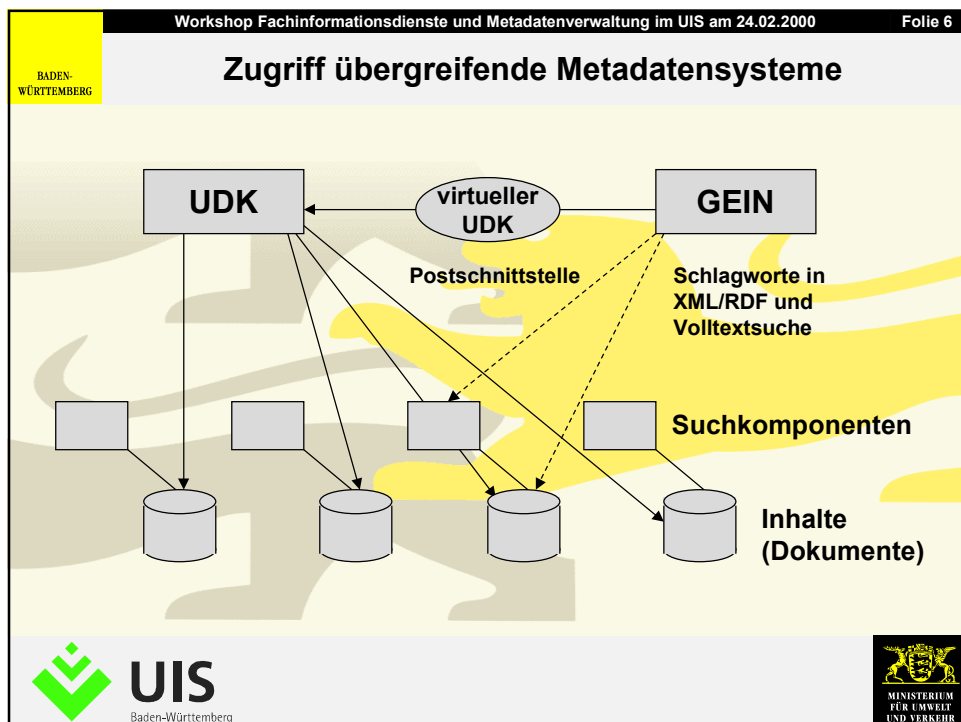 Workshop Fachinformationsdienste und Metadatenverwaltung im UIS am 24.02.2000 Folie 6
BADEN-
WÜRTTEMBERG
Zugriff übergreifende Metadatensysteme
UDK
virtueller
UDK
GEIN
Postschnittstelle
Schlagworte in
XML/RDF und
Volltextsuche
Suchkomponenten
Inhalte
(Dokumente)
UIS
Baden-Württemberg
MINISTERIUM
FÜR UMWELT
UND VERKEHR